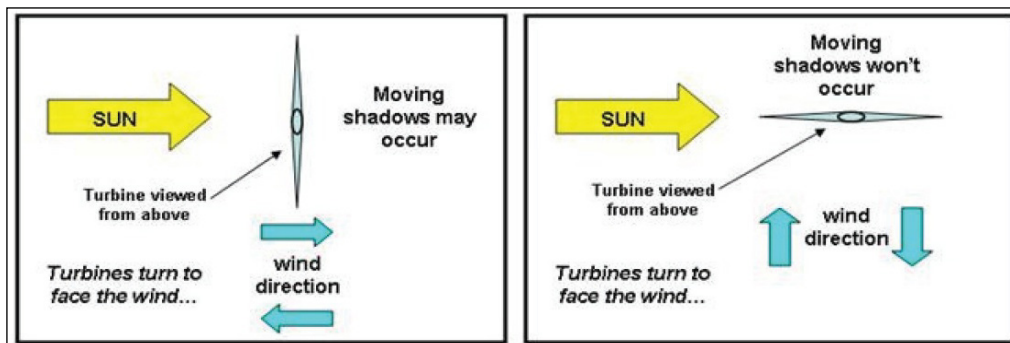 SUN
Moving
shadows may
occur
Turbine viewed
from above
wind
direction
Turbines turn to
face the wind...
Moving
shadows won't
occur
SUN
Turbine viewed
from above
wind
direction
Turbines turn to
face the wind...